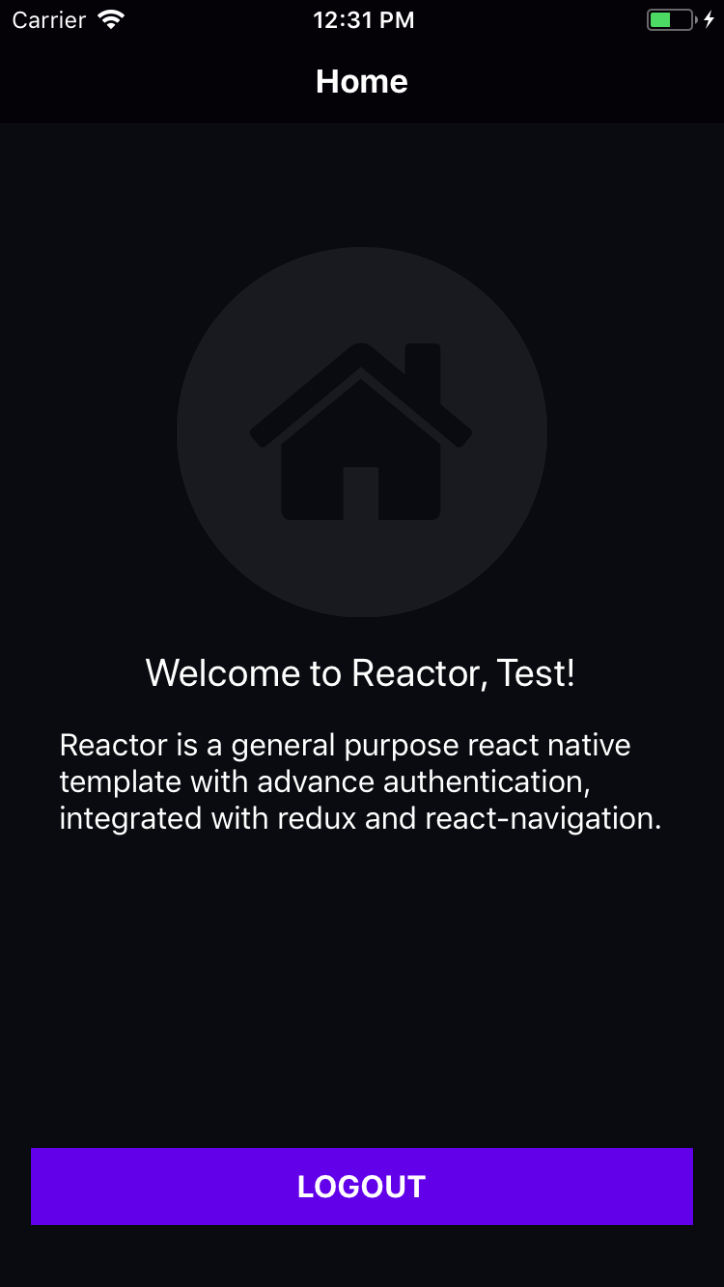 Carrier 12:31 PM
Home
Welcome to Reactor, Test!
Reactor is a general purpose react native
template with advance authentication,
integrated with redux and react-navigation.
LOGOUT